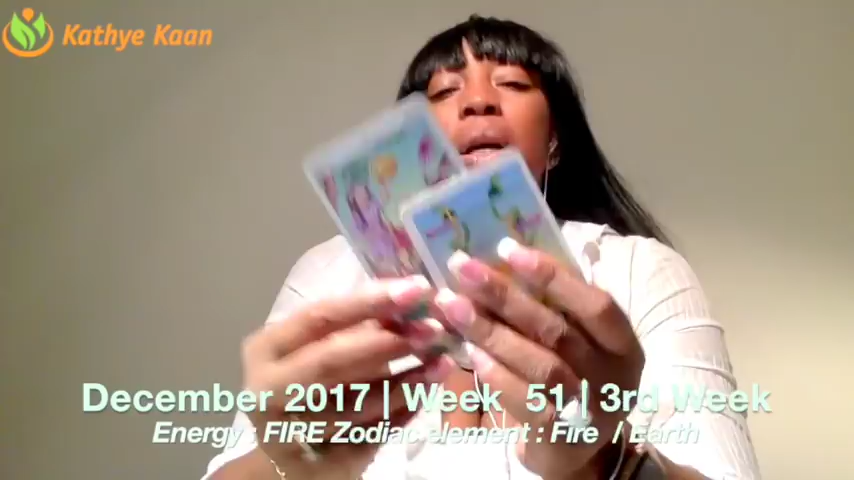 Kathye Kaan
December 2017 | Week 51 | 3rd Week
Energy : FIRE Zodiac element : Fire / Earth